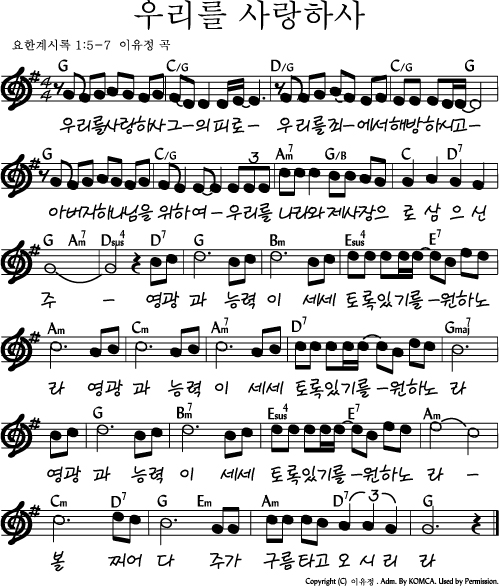 우리를 사랑하사
요한계시록 1:5-7 이유정 곡
G C/G D/G C/G G
4/4
우리를사랑하사그-의피로- 우리를죄-에서해방하시고-
G C/G G 3 Am7 G/B C D7
아버지하나님을 위하여- 우리를 나라와 제사장으 로 삼으 신
G Am7 Dsus4 D7 G Bm Esus4 E7
주 - 영광 과 능력 이 세세 토록있기를-원하노
Am Cm Am7 D7 Gmaj7
라 영광 과 능력 이 세세 토록있기를-원하노 라
G Bm7 Esus4 E7 Am
영광 과 능력 이 세세 토록있기를-원하노 라-
Cm D7 G Em Am D7 3 3 G
볼 찌어 다 주가 구름타고 오 시리 라
Copyright (C) 이유정. Adm. By KOMCA. Used by Permission.